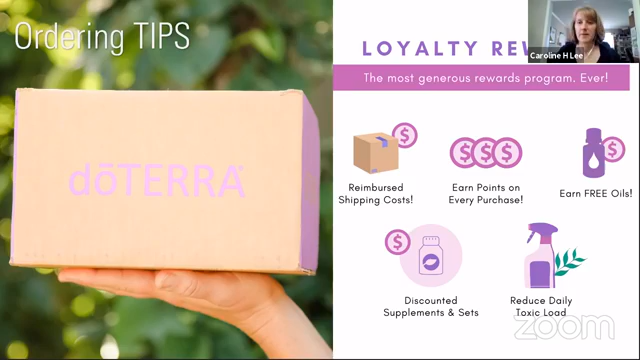 Ordering TIPS
dōTERRA
LOYALTY
Caroline H Lee
The most generous rewards program. Ever!
Reimbursed
Shipping Costs!
Earn Points on
Every Purchase!
Earn FREE Oils!
Discounted
Supplements & Sets
Reduce Daily
Toxic Load
zoom